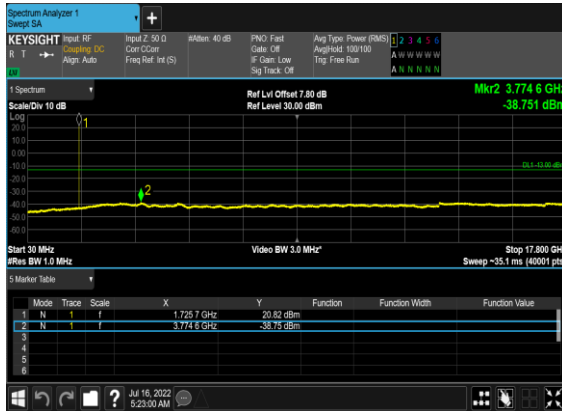 Spectrum Analyzer 1
Swept SA
+
KEYSIGHT
R T
Input: RF
Coupling: DC
Align: Auto
Input Z: 50 Ω
Corr CCorr
Freq Ref: Int (S)
#Atten: 40 dB
PNO: Fast
Gate: Off
IF Gain: Low
Sig Track: Off
Avg Type: Power (RMS)
Avg|Hold: 100/100
Trig: Free Run
1 2 3 4 5 6
A W W W W W
A N N N N N
1 Spectrum
Scale/Div 10 dB
Ref Lvl Offset 7.80 dB
Ref Level 30.00 dBm
Mkr2 3.774 6 GHz
-38.751 dBm
Log
20.0
10.0
0.00
-10.0
-20.0
-30.0
-40.0
-50.0
-60.0
1
2
DL1 -13.00 dBm
Start 30 MHz
#Res BW 1.0 MHz
Video BW 3.0 MHz*
Stop 17.800 GHz
Sweep ~35.1 ms (40001 pts)
5 Marker Table
Mode Trace Scale X Y Function Function Width Function Value
1 N 1 f 1.725 7 GHz 20.82 dBm
2 N 1 f 3.774 6 GHz -38.75 dBm
3
4
5
6
?
Jul 16, 2022
5:23:00 AM